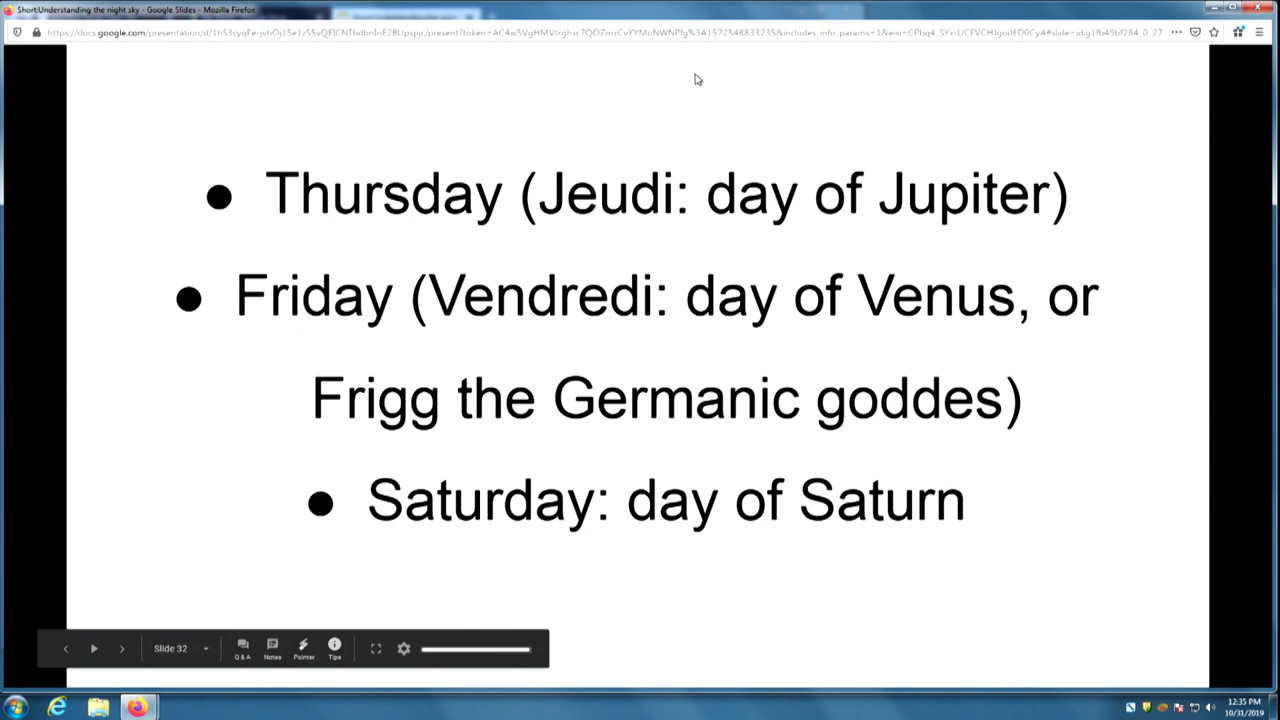 Short:Understanding the night sky - Google Slides - Mozilla Firefox
Thursday (Jeudi: day of Jupiter)
Friday (Vendredi: day of Venus, or
Frigg the Germanic goddes)
Saturday: day of Saturn
Slide 32
Q & A
Notes
Pointer
Tips
12:35 PM
10/31/2019